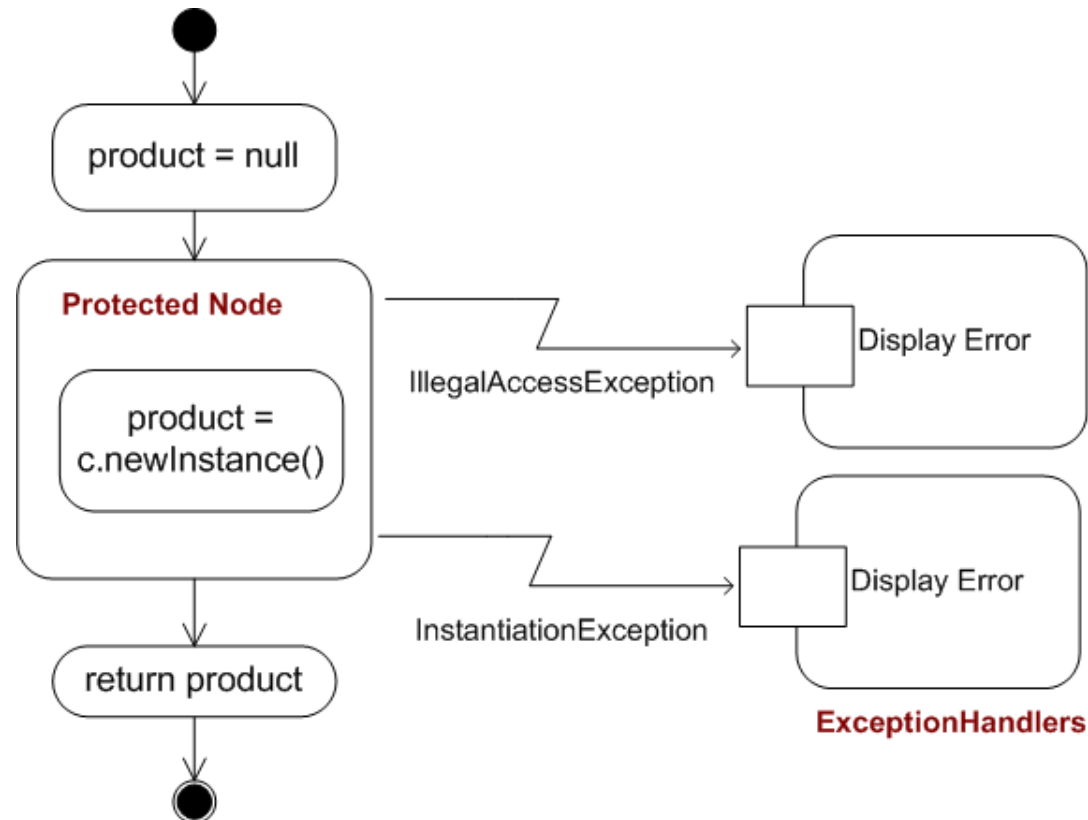 product = null
Protected Node
product =
c.newInstance()
IllegalAccessException
Display Error
InstantiationException
Display Error
return product
ExceptionHandlers